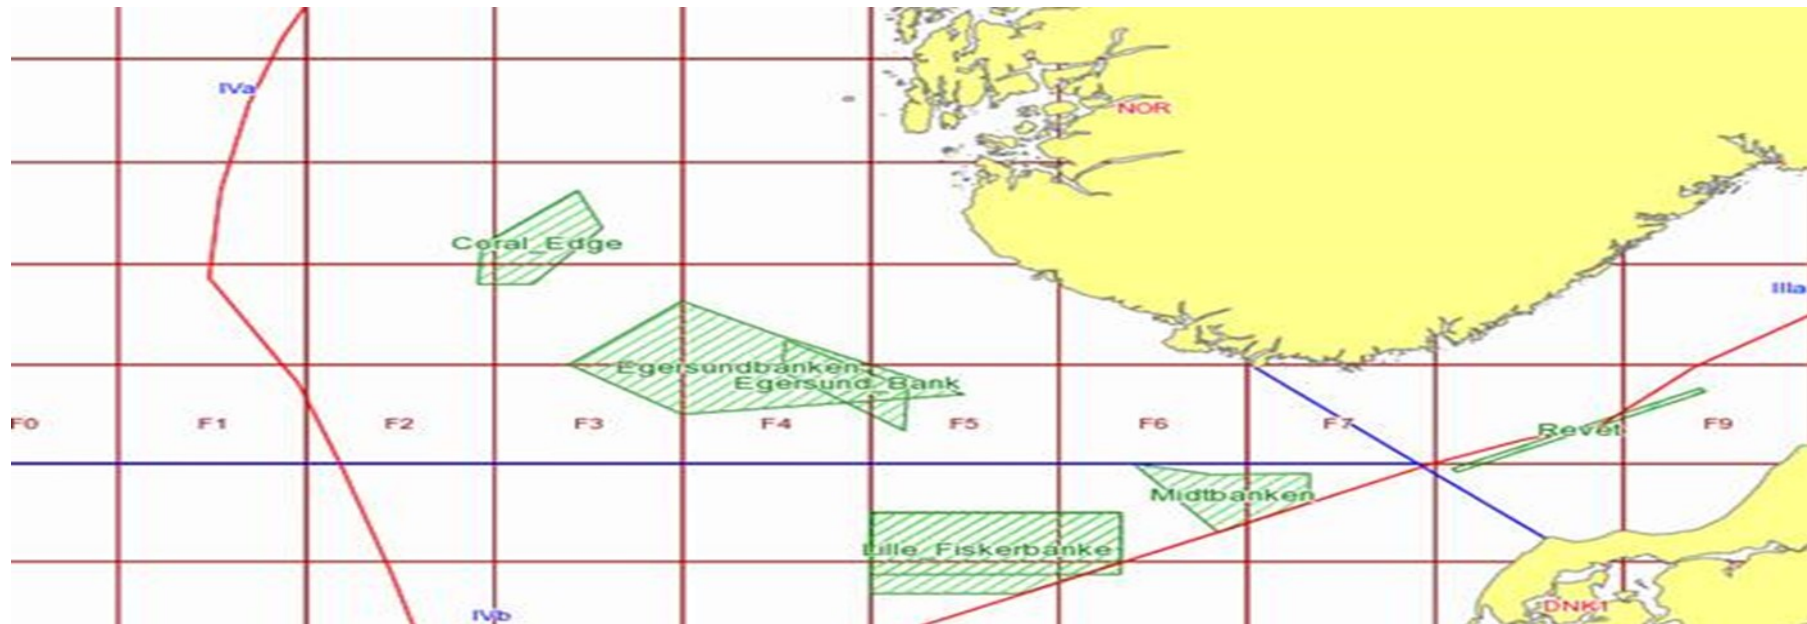 IVa
NOR
Coral_Edge
IIIa
Egersundbanken
Egersund_Bank
F0
F1
F2
F3
F4
F5
F6
F7
Revet
F9
Midtbanken
Lille_Fiskerbanke
IVb
DNK1